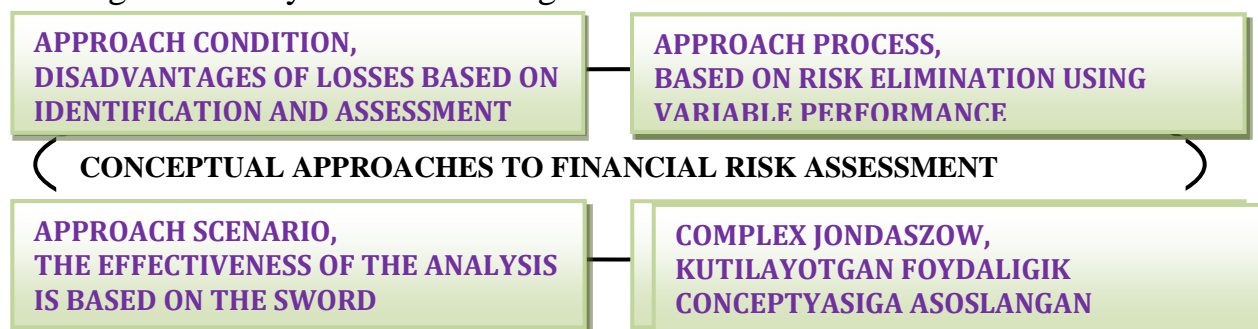 APPROACH CONDITION,
DISADVANTAGES OF LOSSES BASED ON
IDENTIFICATION AND ASSESSMENT
APPROACH PROCESS,
BASED ON RISK ELIMINATION USING
VARIABLE PERFORMANCE
CONCEPTUAL APPROACHES TO FINANCIAL RISK ASSESSMENT
APPROACH SCENARIO,
THE EFFECTIVENESS OF THE ANALYSIS
IS BASED ON THE SWORD
COMPLEX JONDASZOW,
KUTILAYOTGAN FOYDALIGIK
CONCEPTYASIGA ASOSLANGAN